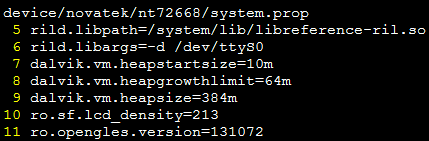 device/novatek/nt72668/system.prop
5 rild.libpath=/system/lib/libreference-ril.so
6 rild.libargs=-d /dev/ttyS0
7 dalvik.vm.heapstartsize=10m
8 dalvik.vm.heapgrowthlimit=64m
9 dalvik.vm.heapsize=384m
10 ro.sf.lcd_density=213
11 ro.opengles.version=131072